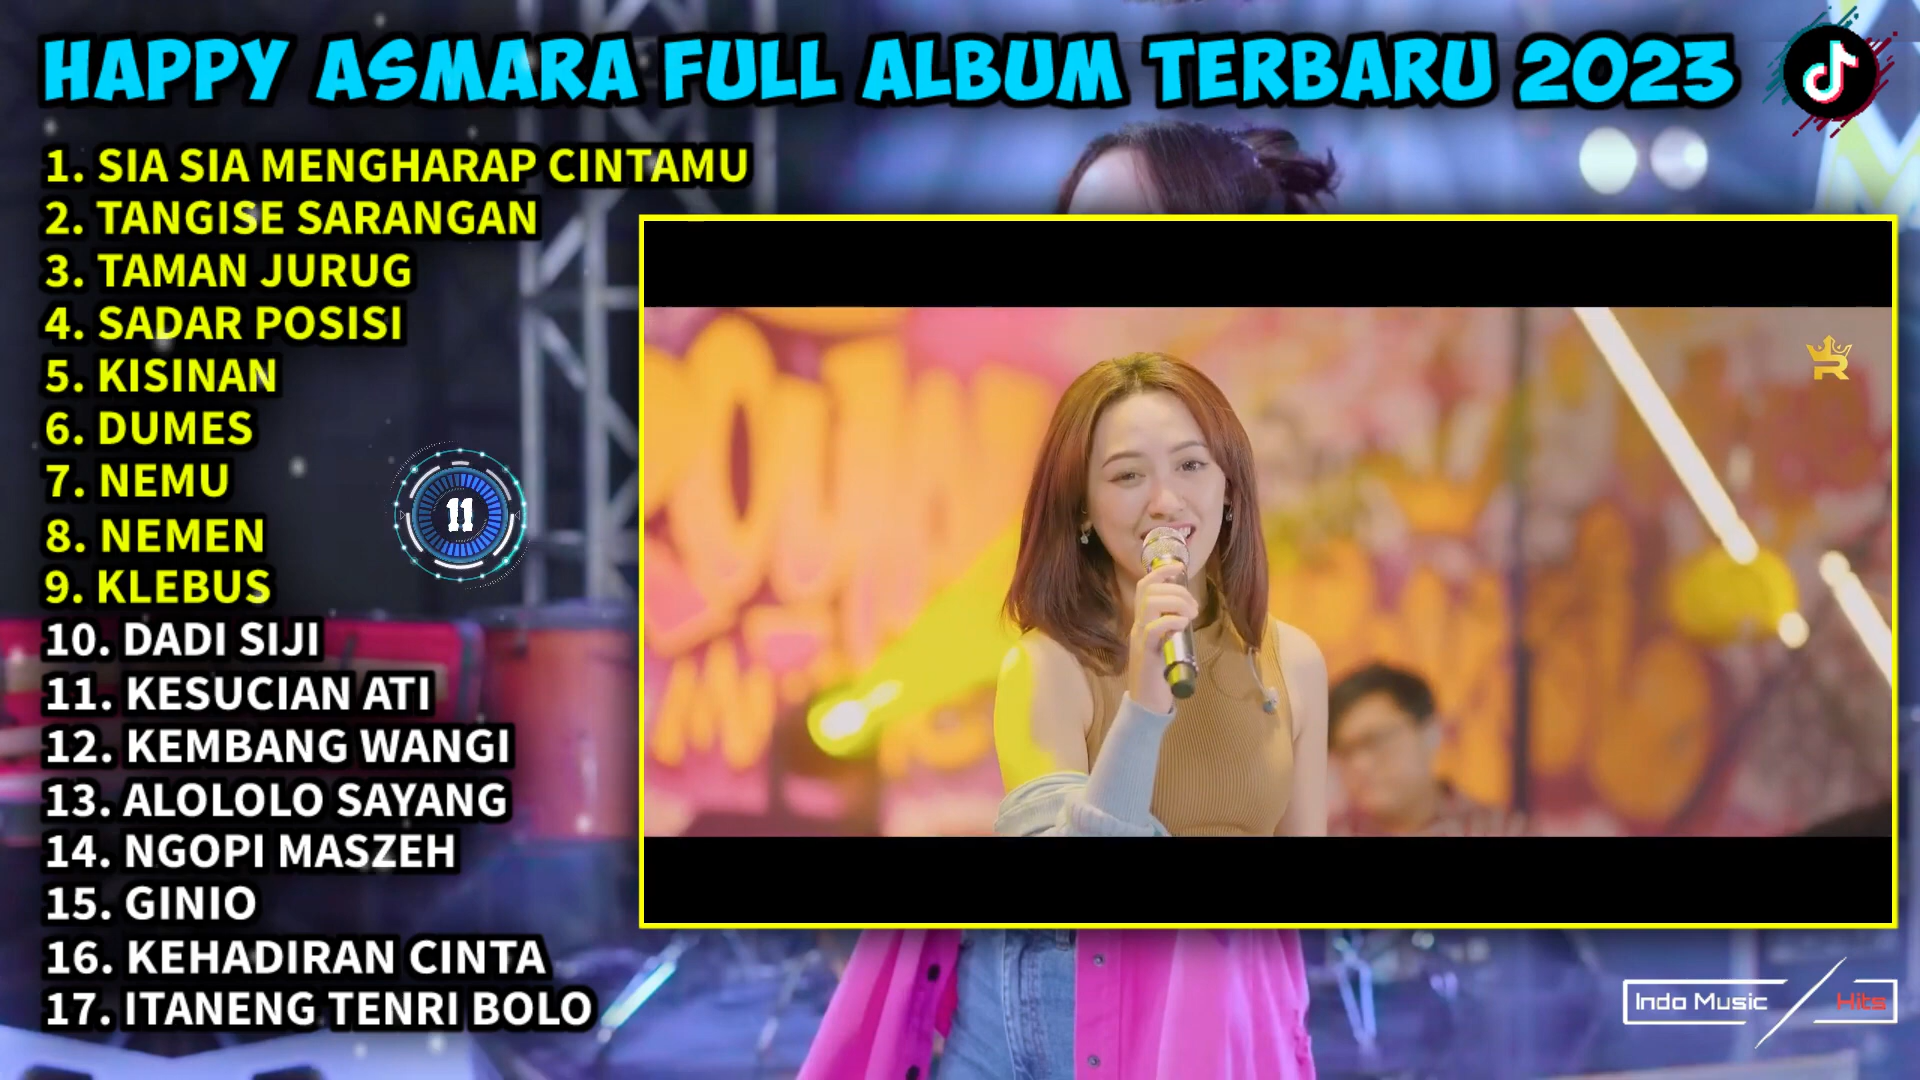 HAPPY ASMARA FULL ALBUM TERBARU 2023
1. SIA SIA MENGHARAP CINTAMU
2. TANGISE SARANGAN
3. TAMAN JURUG
4. SADAR POSISI
5. KISINAN
6. DUMES
7. NEMU
8. NEMEN
9. KLEBUS
10. DADI SIJI
11. KESUCIAN ATI
12. KEMBANG WANGI
13. ALOLOLO SAYANG
14. NGOPI MASZEH
15. GINIO
16. KEHADIRAN CINTA
17. ITANENG TENRI BOLO
11
R
Indo Music Hits